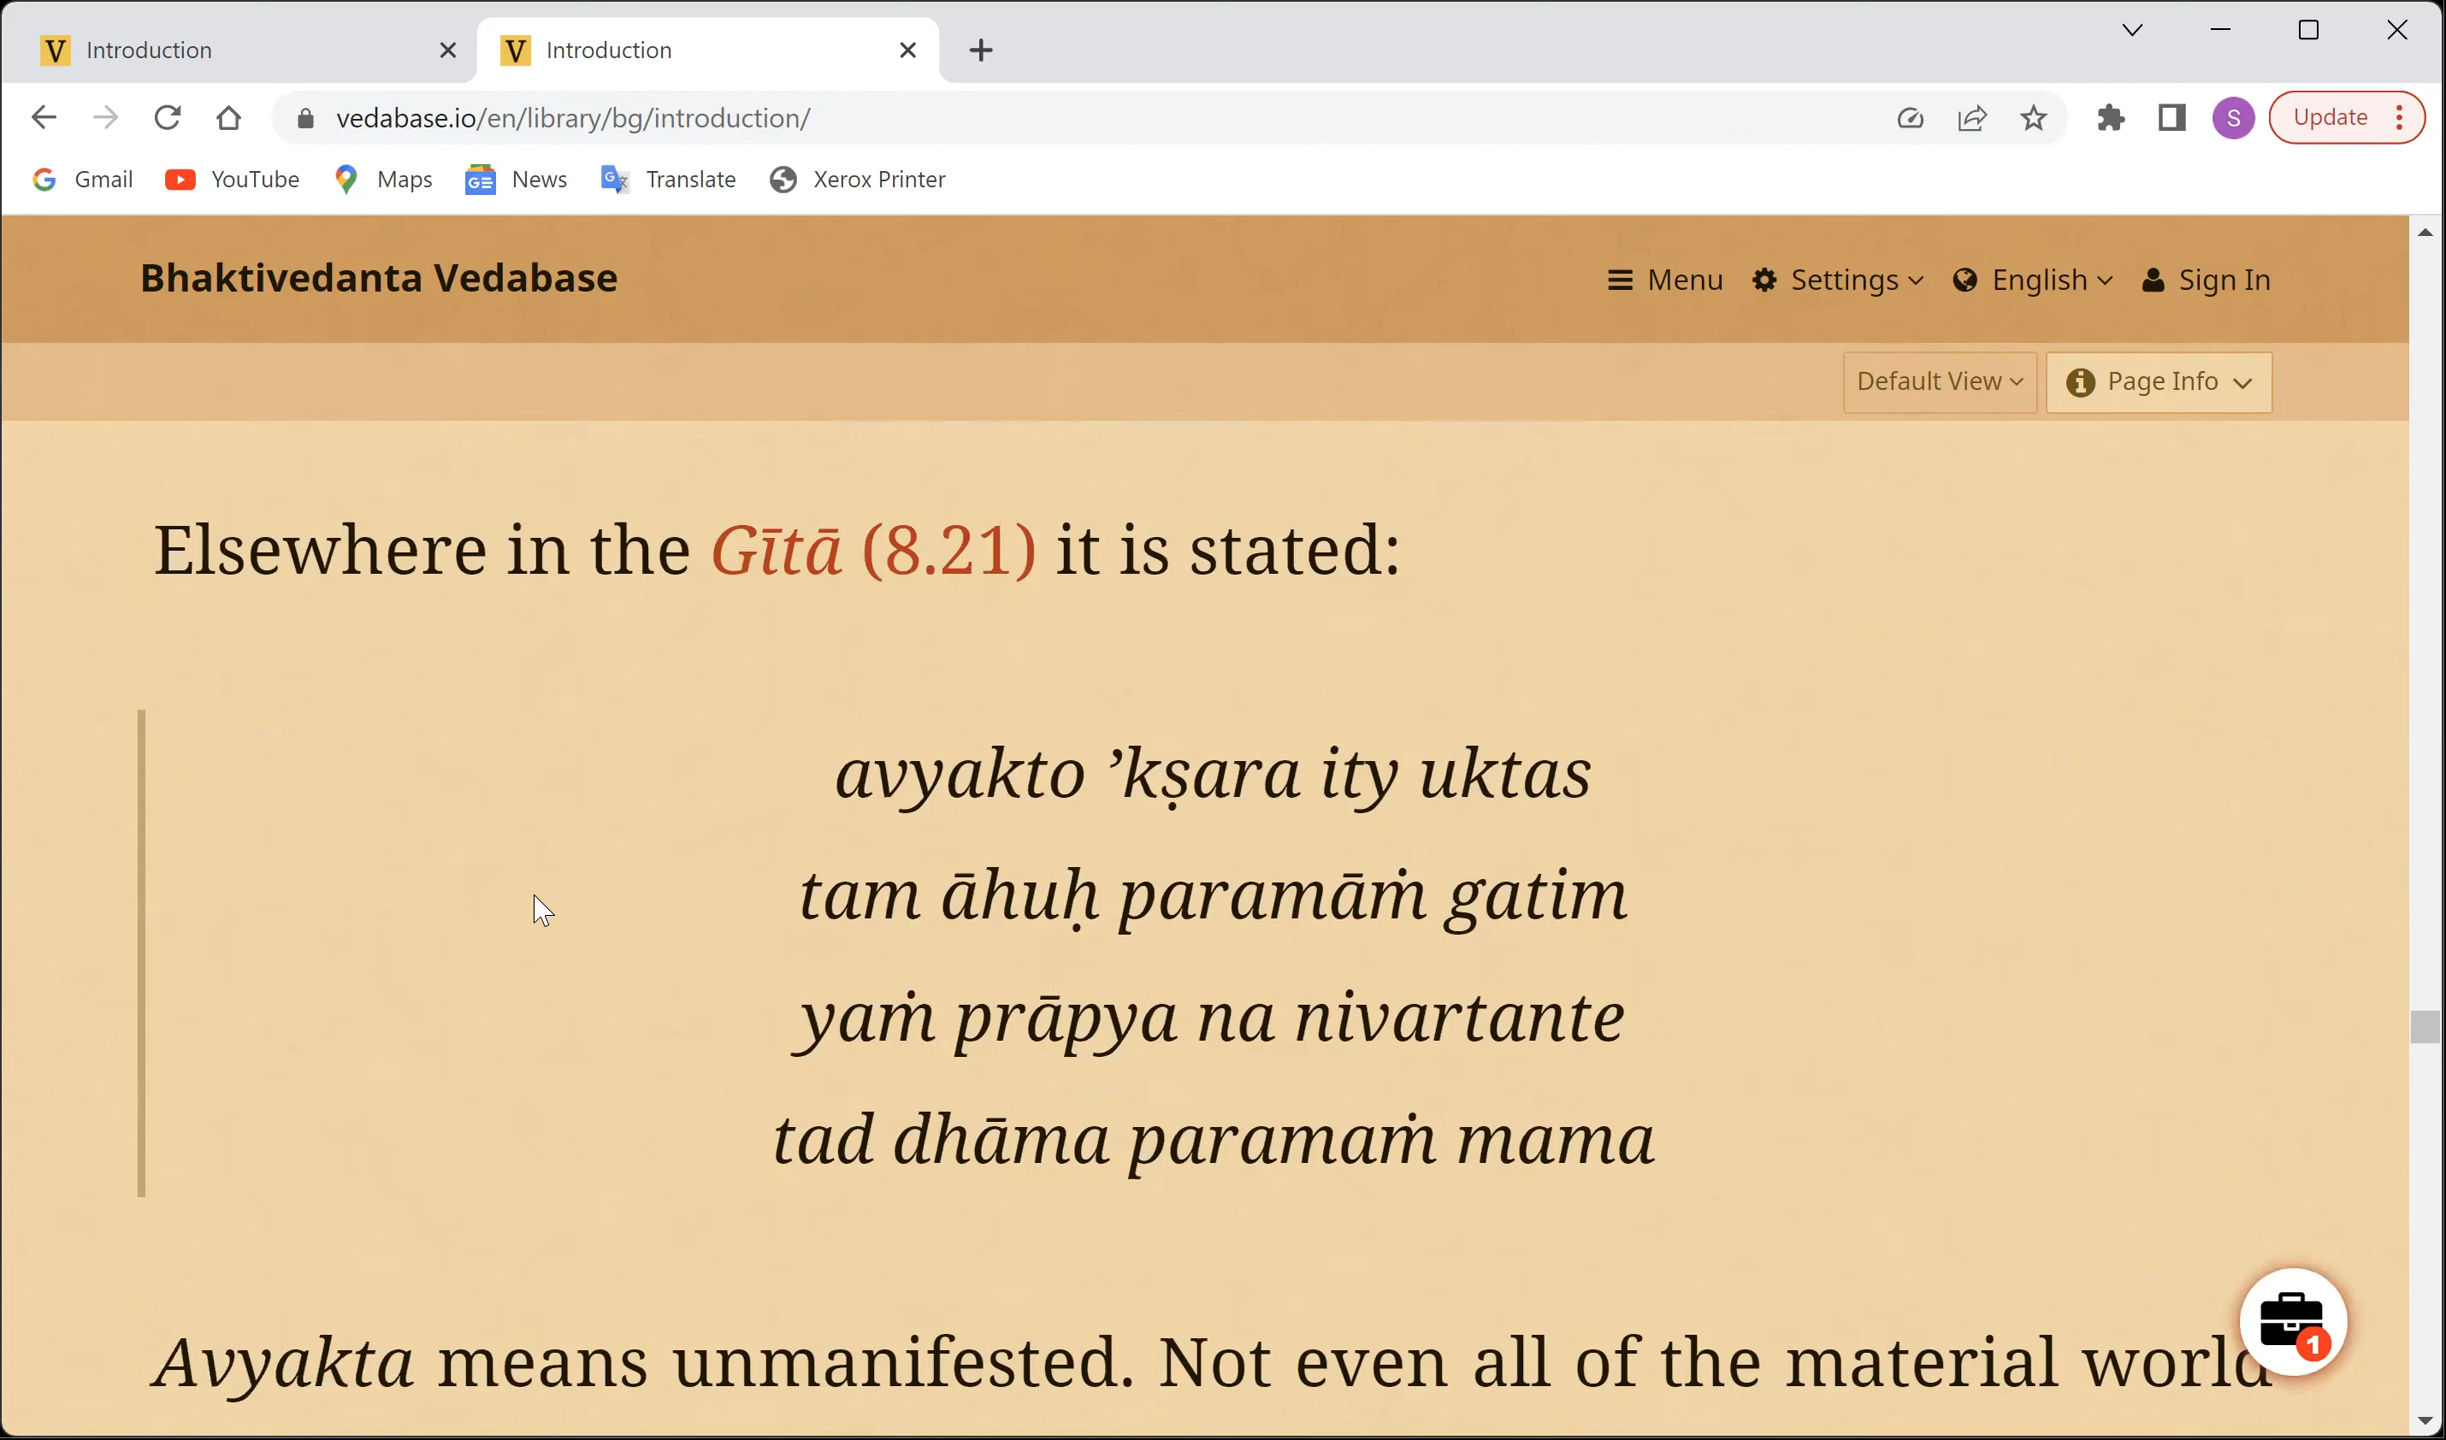 Introduction
Introduction
vedabase.io/en/library/bg/introduction/
S
Update
Gmail
YouTube
Maps
News
Translate
Xerox Printer
Bhaktivedanta Vedabase
Menu
Settings
English
Sign In
Default View
Page Info
Elsewhere in the Gītā (8.21) it is stated:
avyakto ’kṣara ity uktas
tam āhuḥ paramāṁ gatim
yaṁ prāpya na nivartante
tad dhāma paramaṁ mama
Avyakta means unmanifested. Not even all of the material world
1